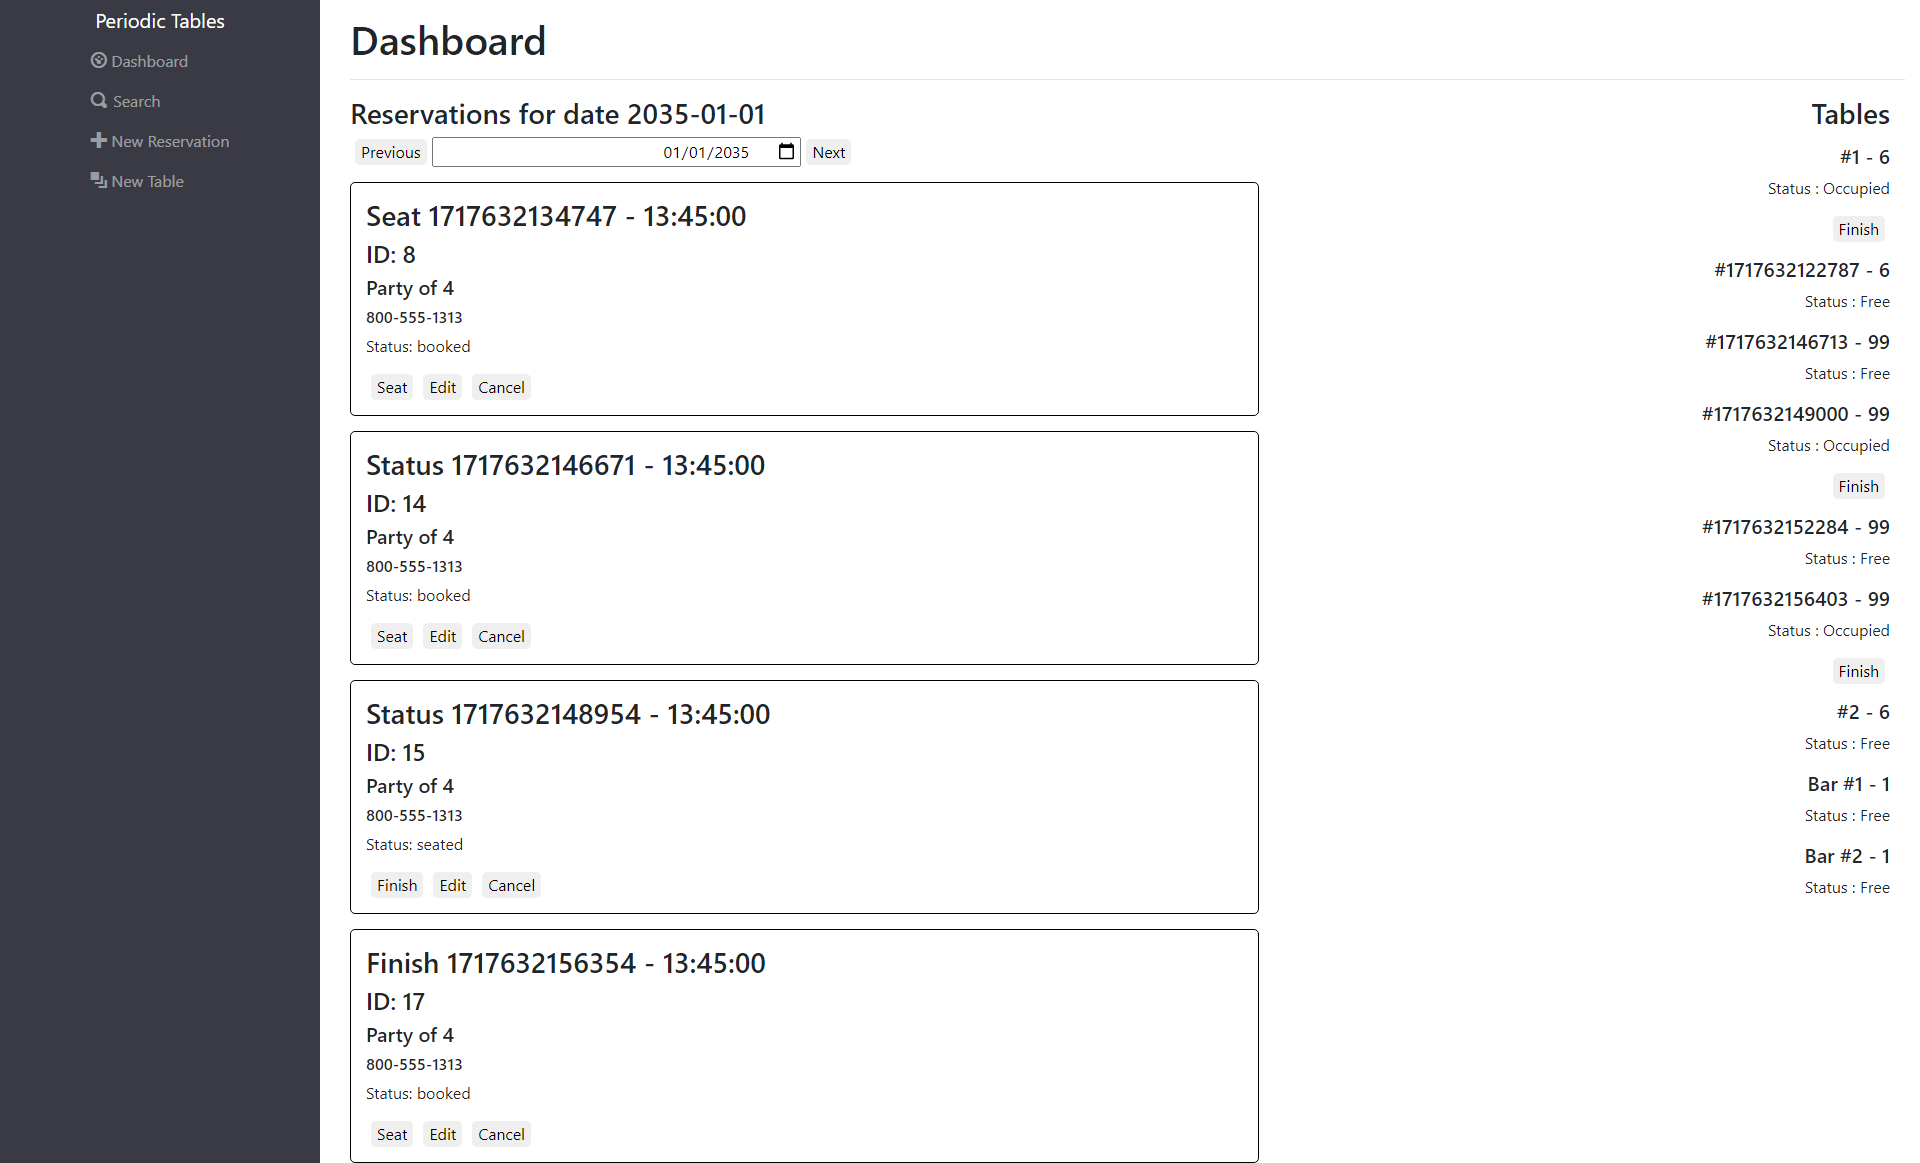 Periodic Tables
Dashboard
Search
New Reservation
New Table
Dashboard
Reservations for date 2035-01-01
Previous 01/01/2035 Next
Seat 1717632134747 - 13:45:00
ID: 8
Party of 4
800-555-1313
Status: booked
Seat Edit Cancel
Status 1717632146671 - 13:45:00
ID: 14
Party of 4
800-555-1313
Status: booked
Seat Edit Cancel
Status 1717632148954 - 13:45:00
ID: 15
Party of 4
800-555-1313
Status: seated
Finish Edit Cancel
Finish 1717632156354 - 13:45:00
ID: 17
Party of 4
800-555-1313
Status: booked
Seat Edit Cancel
Tables
#1 - 6
Status : Occupied
Finish
#1717632122787 - 6
Status : Free
#1717632146713 - 99
Status : Free
#1717632149000 - 99
Status : Occupied
Finish
#1717632152284 - 99
Status : Free
#1717632156403 - 99
Status : Occupied
Finish
#2 - 6
Status : Free
Bar #1 - 1
Status : Free
Bar #2 - 1
Status : Free